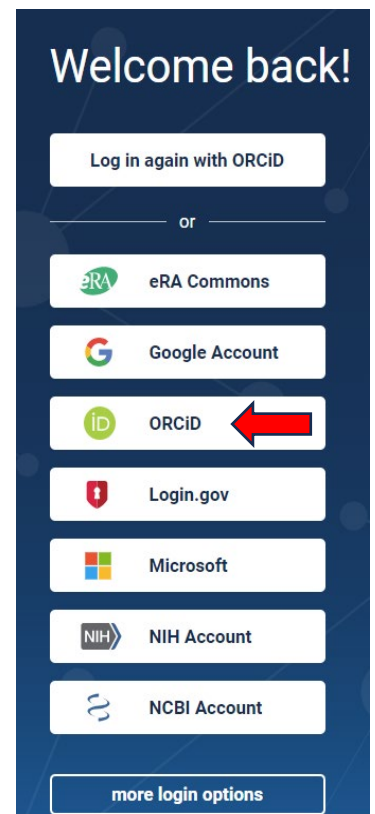 Welcome back!
Log in again with ORCiD
or
eRA eRA Commons
G Google Account
iD ORCiD
Login.gov
Microsoft
NIH NIH Account
NCBI Account
more login options